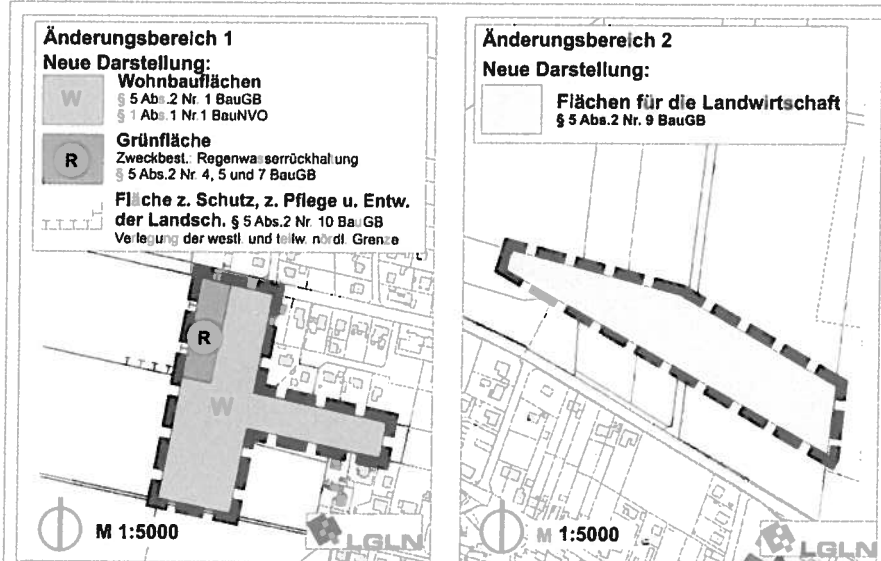 Änderungsbereich 1
Neue Darstellung:
W
Wohnbauflächen
§ 5 Abs.2 Nr. 1 BauGB
§ 1 Abs.1 Nr.1 BauNVO
R
Grünfläche
Zweckbest.: Regenwasserrückhaltung
§ 5 Abs.2 Nr. 4, 5 und 7 BauGB
Fläche z. Schutz, z. Pflege u. Entw.
der Landsch. § 5 Abs.2 Nr. 10 BauGB
Verlegung der westl. und teilw. nördl. Grenze
R
W
M 1:5000
LGLN
Änderungsbereich 2
Neue Darstellung:
Flächen für die Landwirtschaft
§ 5 Abs.2 Nr. 9 BauGB
M 1:5000
LGLN